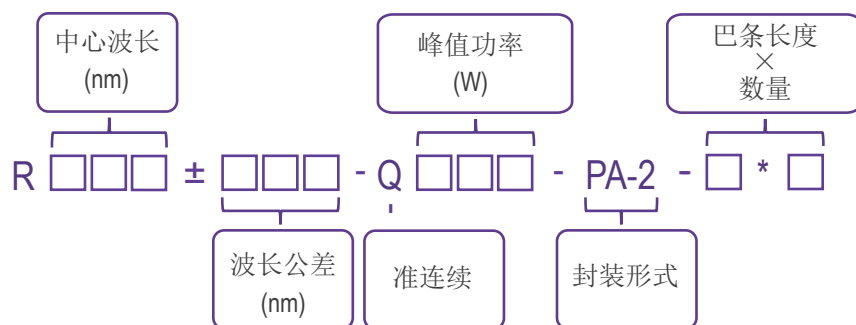 中心波长
(nm)
峰值功率
(W)
巴条长度
×
数量
R □□□ ± □□□ - Q □□□ - PA-2 - □ * □
波长公差
(nm)
准连续
封装形式